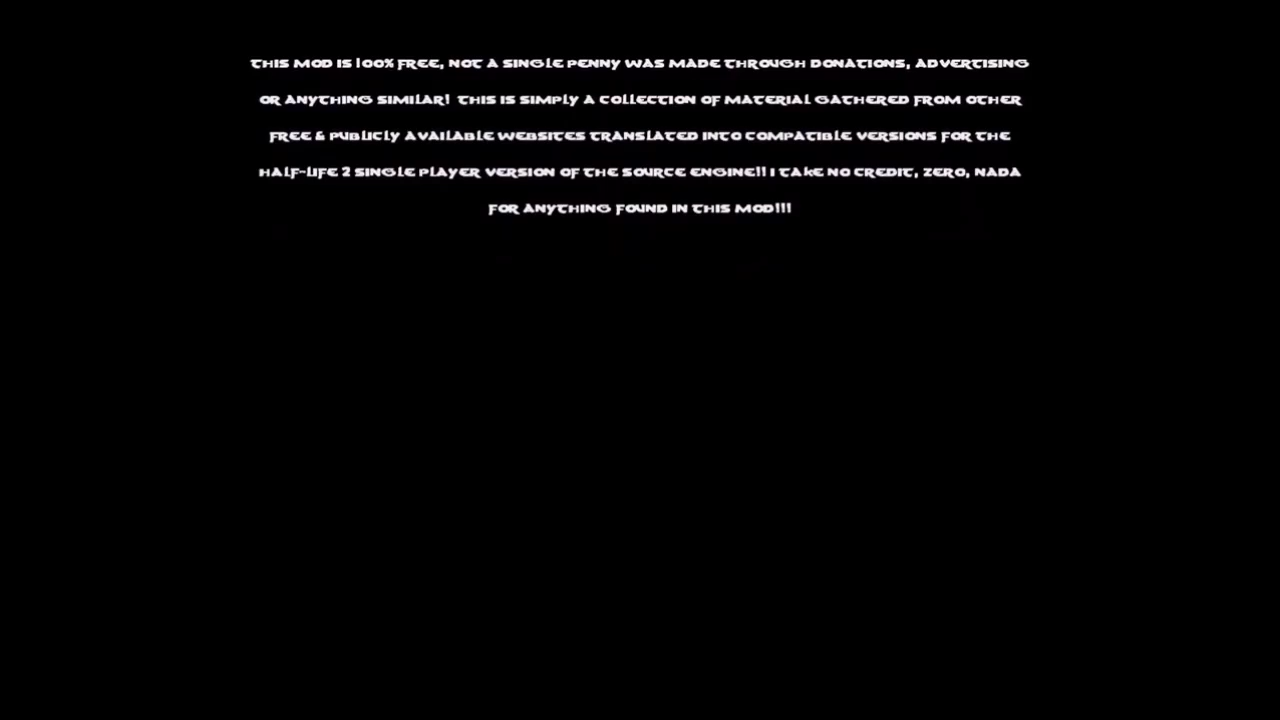 THIS MOD IS 100% FREE, NOT A SINGLE PENNY WAS MADE THROUGH DONATIONS, ADVERTISING
OR ANYTHING SIMILAR! THIS IS SIMPLY A COLLECTION OF MATERIAL GATHERED FROM OTHER
FREE & PUBLICLY AVAILABLE WEBSITES TRANSLATED INTO COMPATIBLE VERSIONS FOR THE
HALF-LIFE 2 SINGLE PLAYER VERSION OF THE SOURCE ENGINE!! I TAKE NO CREDIT, ZERO, NADA
FOR ANYTHING FOUND IN THIS MOD!!!